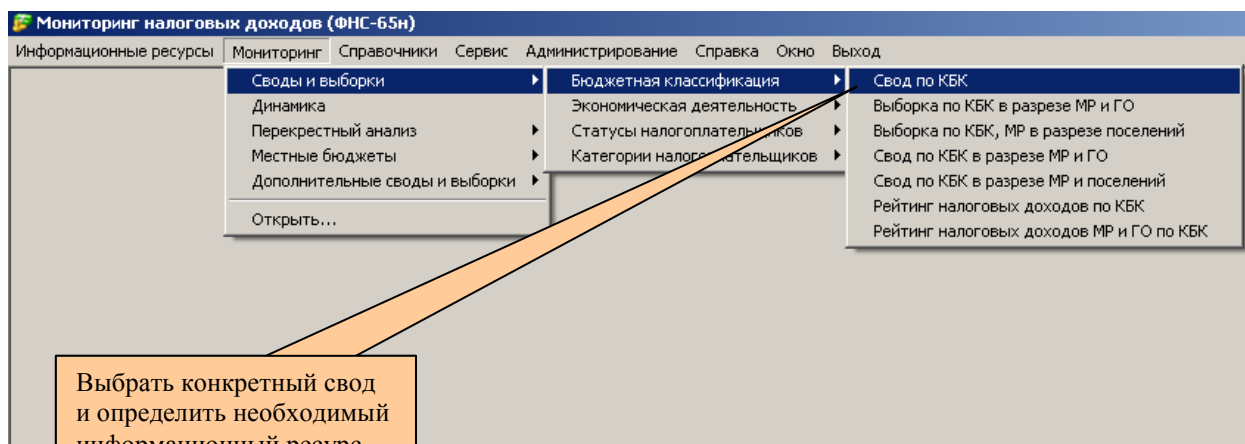 Мониторинг налоговых доходов (ФНС-65н)
Информационные ресурсы Мониторинг Справочники Сервис Администрирование Справка Окно Выход
Своды и выборки
Динамика
Перекрестный анализ
Местные бюджеты
Дополнительные своды и выборки
Открыть...
Бюджетная классификация
Экономическая деятельность
Статусы налогоплательщиков
Категории налогоплательщиков
Свод по КБК
Выборка по КБК в разрезе МР и ГО
Выборка по КБК, МР в разрезе поселений
Свод по КБК в разрезе МР и ГО
Свод по КБК в разрезе МР и поселений
Рейтинг налоговых доходов по КБК
Рейтинг налоговых доходов МР и ГО по КБК
Выбрать конкретный свод
и определить необходимый
информационный ресурс